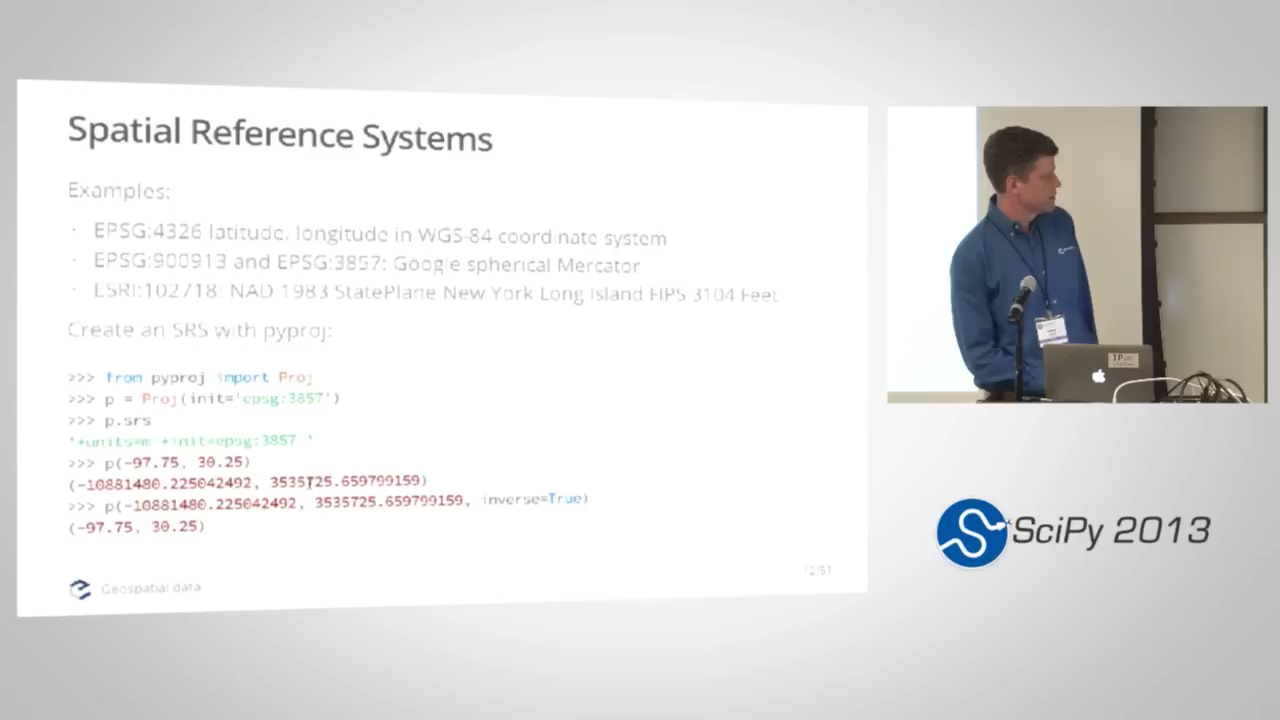 Spatial Reference Systems
Examples:
· EPSG:4326 latitude, longitude in WGS-84 coordinate system
· EPSG:900913 and EPSG:3857: Google spherical Mercator
· ESRI:102718: NAD 1983 StatePlane New York Long Island FIPS 3104 Feet
Create an SRS with pyproj:
>>> from pyproj import Proj
>>> p = Proj(init='epsg:3857')
>>> p.srs
'+units=m +init=epsg:3857 '
>>> p(-97.75, 30.25)
(-10881480.225042492, 3535725.659799159)
>>> p(-10881480.225042492, 3535725.659799159, inverse=True)
(-97.75, 30.25)
Geospatial data
12/51
SciPy 2013